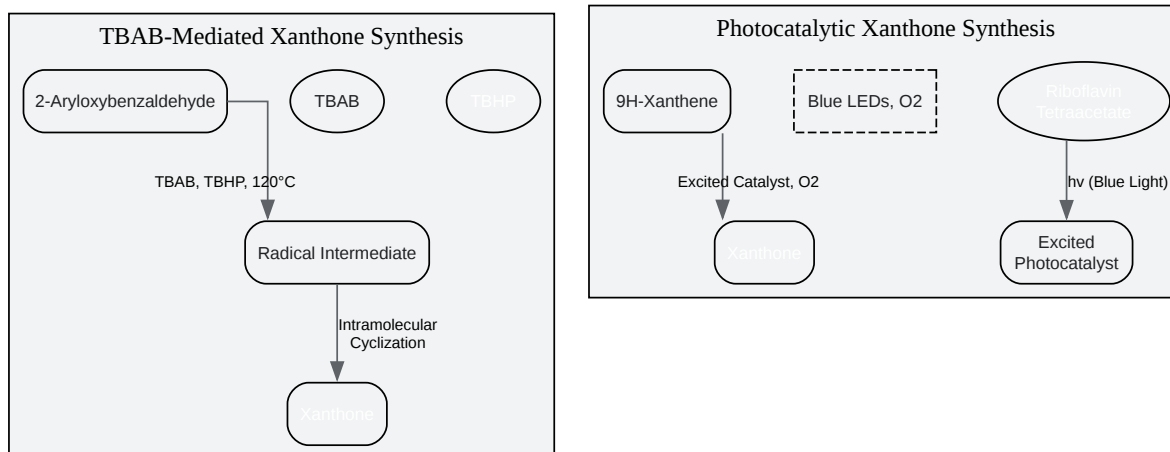 TBAB-Mediated Xanthone Synthesis
2-Aryloxybenzaldehyde
TBAB
TBHP
TBAB, TBHP, 120°C
Radical Intermediate
Intramolecular
Cyclization
Xanthone
Photocatalytic Xanthone Synthesis
9H-Xanthene
Blue LEDs, O2
Riboflavin
Tetraacetate
Excited Catalyst, O2
hv (Blue Light)
Xanthone
Excited
Photocatalyst